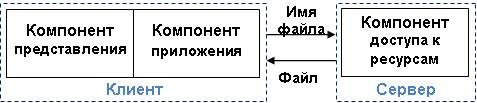 Компонент
представления
Компонент
приложения
Имя
файла
Файл
Компонент
доступа к
ресурсам
Клиент
Сервер